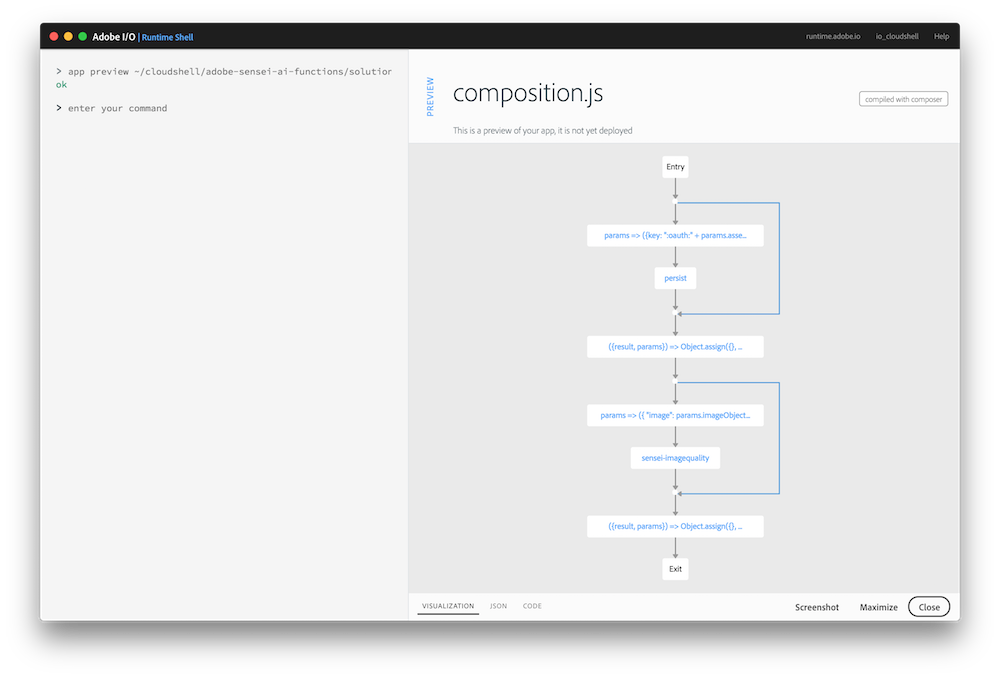 Adobe I/O | Runtime Shell
runtime.adobe.io io_cloudshell Help
> app preview ~/cloudshell/adobe-sensei-ai-functions/solution
ok
> enter your command
PREVIEW
composition.js
compiled with composer
This is a preview of your app, it is not yet deployed
Entry
params => ({key: ":oauth:" + params.asse...
persist
({result, params}) => Object.assign({}, ...
params => ({ "image": params.imageObject...
sensei-imagequality
({result, params}) => Object.assign({}, ...
Exit
VISUALIZATION JSON CODE
Screenshot Maximize Close